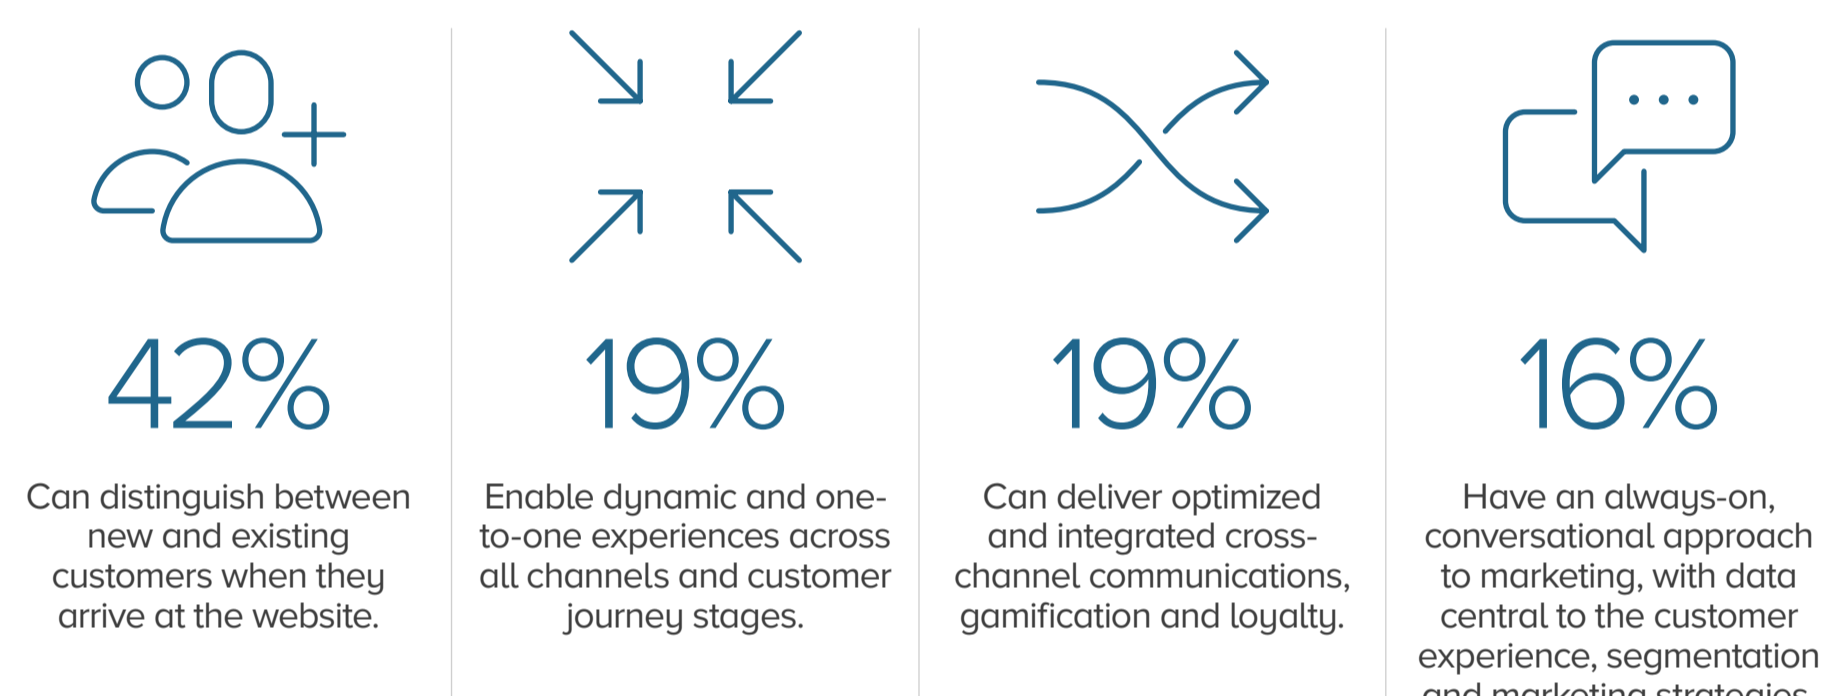 42%
Can distinguish between
new and existing
customers when they
arrive at the website.
19%
Enable dynamic and one-
to-one experiences across
all channels and customer
journey stages.
19%
Can deliver optimized
and integrated cross-
channel communications,
gamification and loyalty.
16%
Have an always-on,
conversational approach
to marketing, with data
central to the customer
experience, segmentation
and marketing strategies.